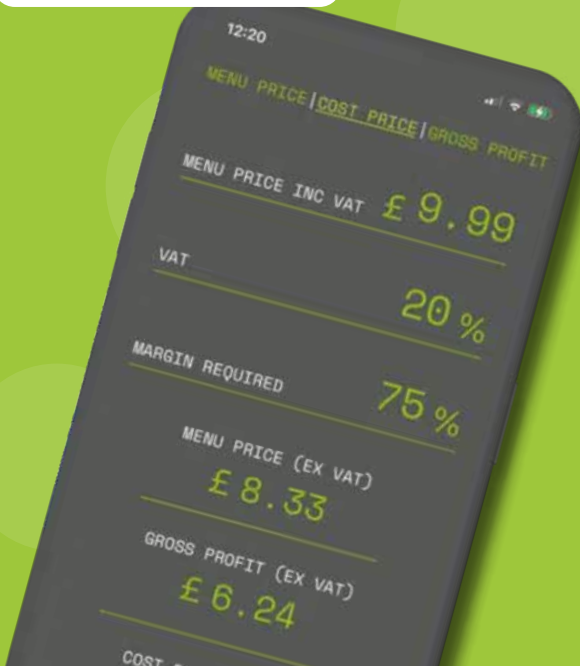 12:20
MENU PRICE|COST PRICE|GROSS PROFIT
MENU PRICE INC VAT £9.99
VAT 20%
MARGIN REQUIRED 75%
MENU PRICE (EX VAT)
£8.33
GROSS PROFIT (EX VAT)
£6.24
COST